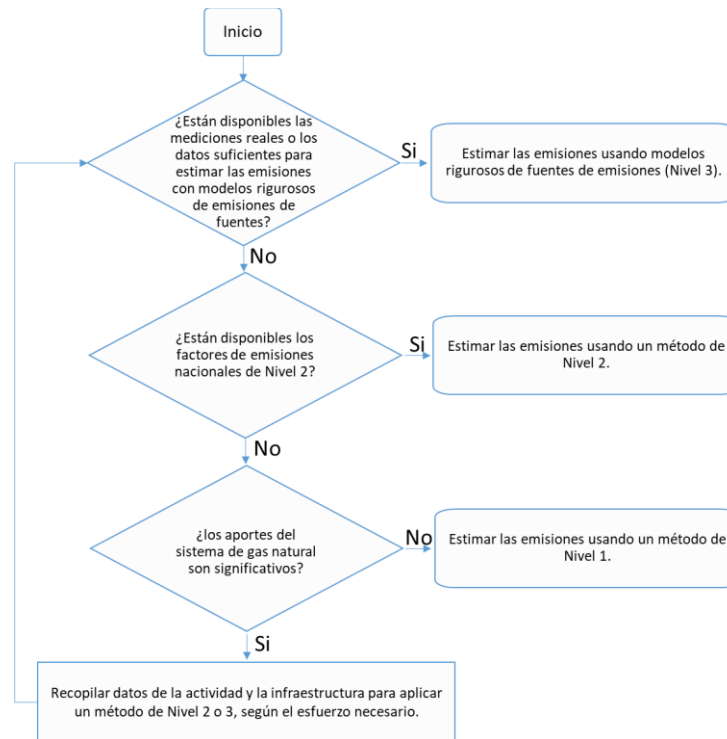 Inicio
¿Están disponibles las
mediciones reales o los
datos suficientes para
estimar las emisiones
con modelos rigurosos
de emisiones de
fuentes?
Si
Estimar las emisiones usando modelos
rigurosos de fuentes de emisiones (Nivel 3).
No
¿Están disponibles los
factores de emisiones
nacionales de Nivel 2?
Si
Estimar las emisiones usando un método de
Nivel 2.
No
¿los aportes del
sistema de gas natural
son significativos?
No
Estimar las emisiones usando un método de
Nivel 1.
Si
Recopilar datos de la actividad y la infraestructura para aplicar
un método de Nivel 2 o 3, según el esfuerzo necesario.